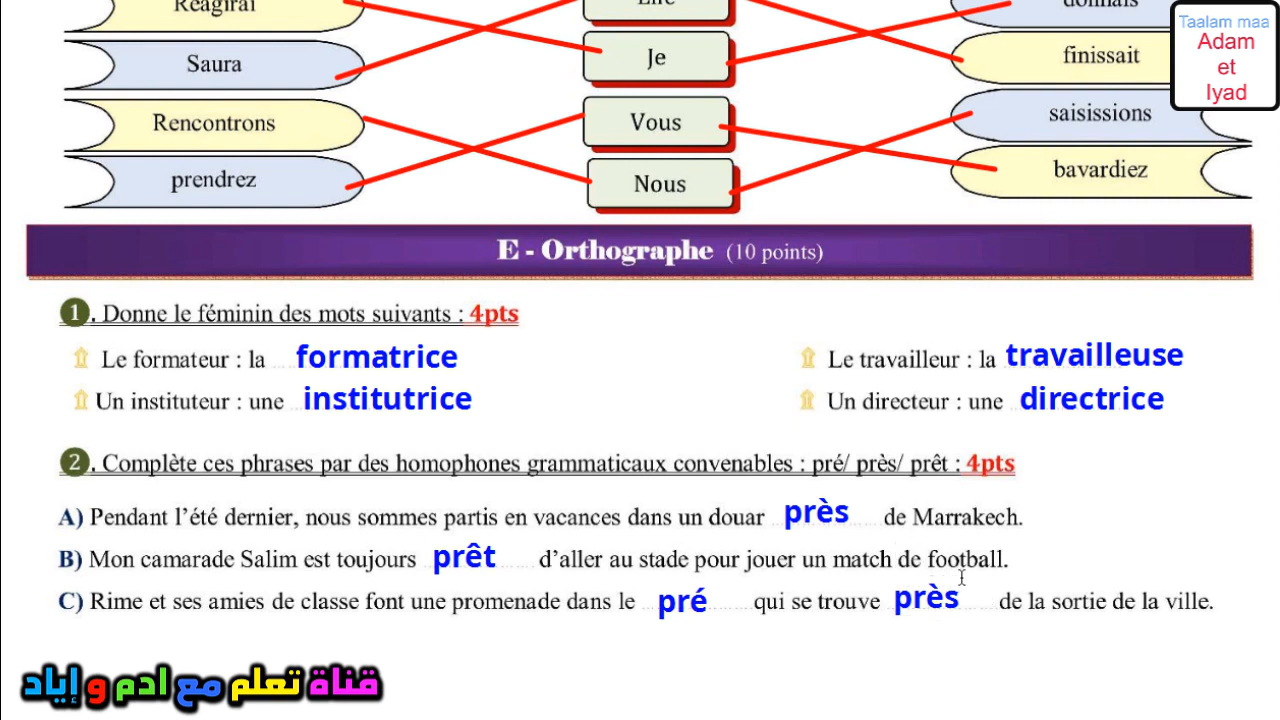 Réagirai
Je
donnais
Saura
finissait
Rencontrons
Vous
saisissions
prendrez
Nous
bavardiez
Taalam maa
Adam
et
Iyad
E - Orthographe (10 points)
1. Donne le féminin des mots suivants : 4pts
Le formateur : la formatrice
Le travailleur : la travailleuse
Un instituteur : une institutrice
Un directeur : une directrice
2. Complète ces phrases par des homophones grammaticaux convenables : pré/ près/ prêt : 4pts
A) Pendant l’été dernier, nous sommes partis en vacances dans un douar près de Marrakech.
B) Mon camarade Salim est toujours prêt d’aller au stade pour jouer un match de football.
C) Rime et ses amies de classe font une promenade dans le pré qui se trouve près de la sortie de la ville.
قناة تعلم مع ادم و إياد